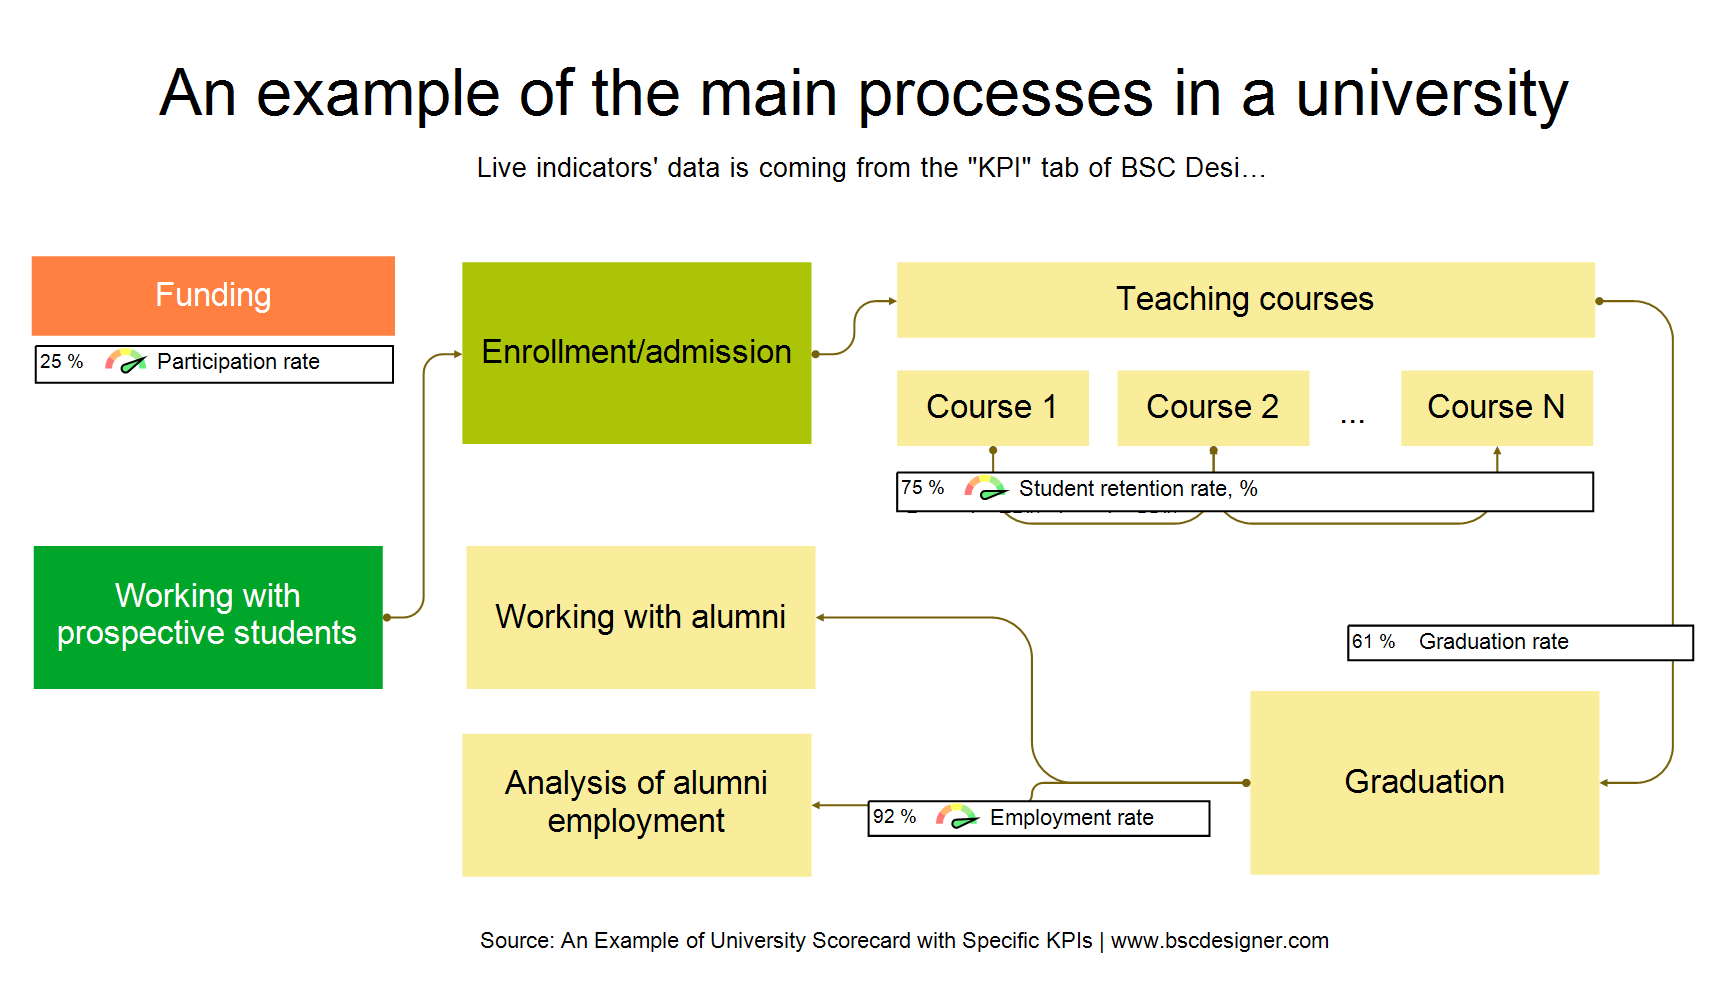 An example of the main processes in a university
Live indicators' data is coming from the "KPI" tab of BSC Desi...
Funding
25 % Participation rate
Enrollment/admission
Teaching courses
Course 1
Course 2
...
Course N
75 % Student retention rate, %
Working with
prospective students
Working with alumni
61 % Graduation rate
Analysis of alumni
employment
92 % Employment rate
Graduation
Source: An Example of University Scorecard with Specific KPIs | www.bscdesigner.com